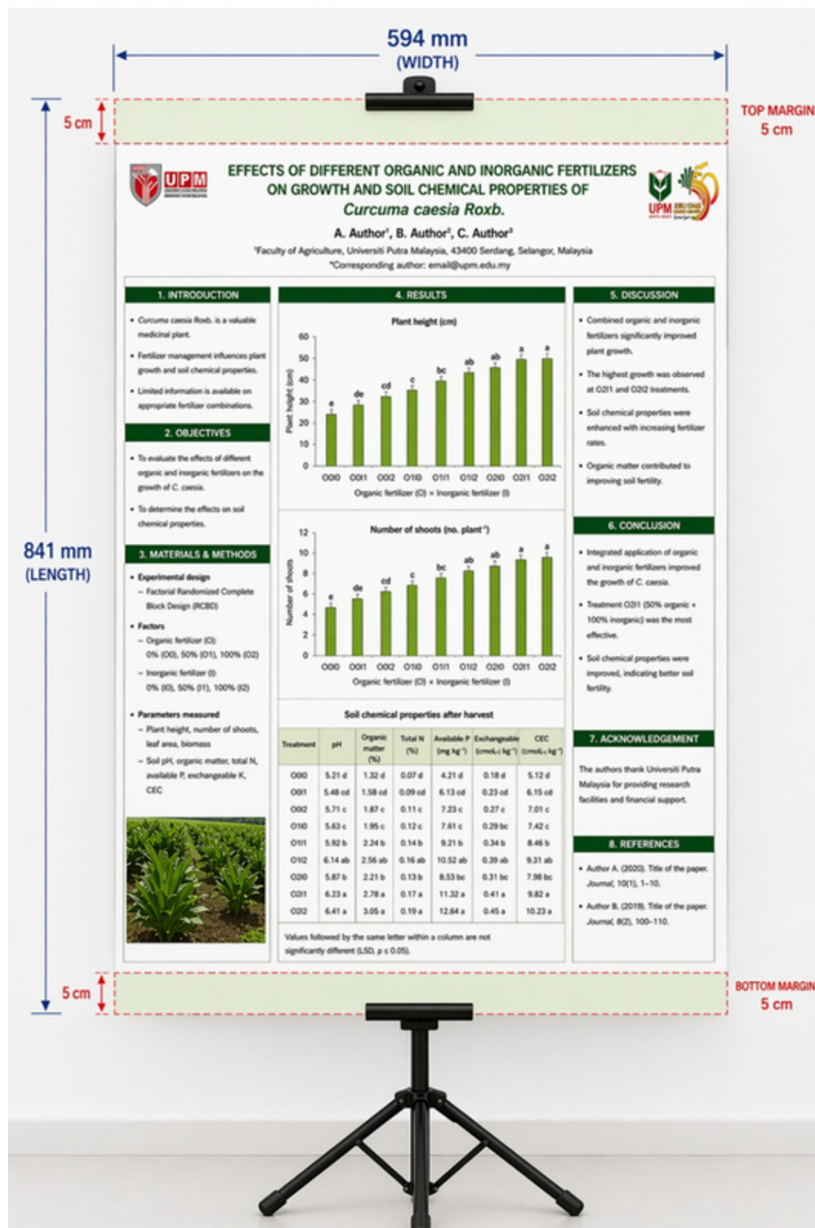 594 mm
(WIDTH)
5 cm
TOP MARGIN
5 cm
841 mm
(LENGTH)
UPM
EFFECTS OF DIFFERENT ORGANIC AND INORGANIC FERTILIZERS
ON GROWTH AND SOIL CHEMICAL PROPERTIES OF
Curcuma caesia Roxb.
UPM
A. Author¹, B. Author², C. Author³
¹Faculty of Agriculture, Universiti Putra Malaysia, 43400 Serdang, Selangor, Malaysia
*Corresponding author: email@upm.edu.my
1. INTRODUCTION
• Curcuma caesia Roxb. is a valuable
medicinal plant.
• Fertilizer management influences plant
growth and soil chemical properties.
• Limited information is available on
appropriate fertilizer combinations.
2. OBJECTIVES
• To evaluate the effects of different
organic and inorganic fertilizers on the
growth of C. caesia.
• To determine the effects on soil
chemical properties.
3. MATERIALS & METHODS
• Experimental design
– Factorial Randomized Complete
Block Design (RCBD)
• Factors
– Organic fertilizer (O):
0% (O0), 50% (O1), 100% (O2)
– Inorganic fertilizer (I):
0% (I0), 50% (I1), 100% (I2)
• Parameters measured
– Plant height, number of shoots,
leaf area, biomass
– Soil pH, organic matter, total N,
available P, exchangeable K,
CEC
4. RESULTS
Plant height (cm)
Plant height (cm)
60
50
40
30
20
10
0
e de cd c bc ab ab a a
O0I0 O0I1 O0I2 O1I0 O1I1 O1I2 O2I0 O2I1 O2I2
Organic fertilizer (O) × Inorganic fertilizer (I)
Number of shoots (no. plant⁻¹)
Number of shoots
12
10
8
6
4
2
0
e de cd c bc ab ab a a
O0I0 O0I1 O0I2 O1I0 O1I1 O1I2 O2I0 O2I1 O2I2
Organic fertilizer (O) × Inorganic fertilizer (I)
Soil chemical properties after harvest
Treatment pH Organic matter (%) Total N (%) Available P (mg kg⁻¹) Exchangeable kg⁻¹) CEC kg⁻¹)
O0I0 5.21 d 1.32 d 0.07 d 4.21 d 0.18 d 5.12 d
O0I1 5.48 cd 1.58 cd 0.09 cd 6.13 cd 0.23 cd 6.15 cd
O0I2 5.71 c 1.87 c 0.11 c 7.23 c 0.27 c 7.01 c
O1I0 5.63 c 1.95 c 0.12 c 7.61 c 0.29 bc 7.42 c
O1I1 5.92 b 2.24 b 0.14 b 9.21 b 0.34 b 8.46 b
O1I2 6.14 ab 2.56 ab 0.16 ab 10.52 ab 0.39 ab 9.31 ab
O2I0 5.87 b 2.21 b 0.13 b 8.53 bc 0.31 bc 7.98 bc
O2I1 6.23 a 2.78 a 0.17 a 11.32 a 0.41 a 9.82 a
O2I2 6.41 a 3.05 a 0.19 a 12.64 a 0.45 a 10.23 a
Values followed by the same letter within a column are not
significantly different (LSD, p ≤ 0.05).
5. DISCUSSION
• Combined organic and inorganic
fertilizers significantly improved
plant growth.
• The highest growth was observed
at O2I1 and O2I2 treatments.
• Soil chemical properties were
enhanced with increasing fertilizer
rates.
• Organic matter contributed to
improving soil fertility.
6. CONCLUSION
• Integrated application of organic
and inorganic fertilizers improved
the growth of C. caesia.
• Treatment O2I1 (50% organic +
100% inorganic) was the most
effective.
• Soil chemical properties were
improved, indicating better soil
fertility.
7. ACKNOWLEDGEMENT
The authors thank Universiti Putra
Malaysia for providing research
facilities and financial support.
8. REFERENCES
• Author A. (2020). Title of the paper.
Journal, 10(1), 1–10.
• Author B. (2019). Title of the paper.
Journal, 8(2), 100–110.
5 cm
BOTTOM MARGIN
5 cm